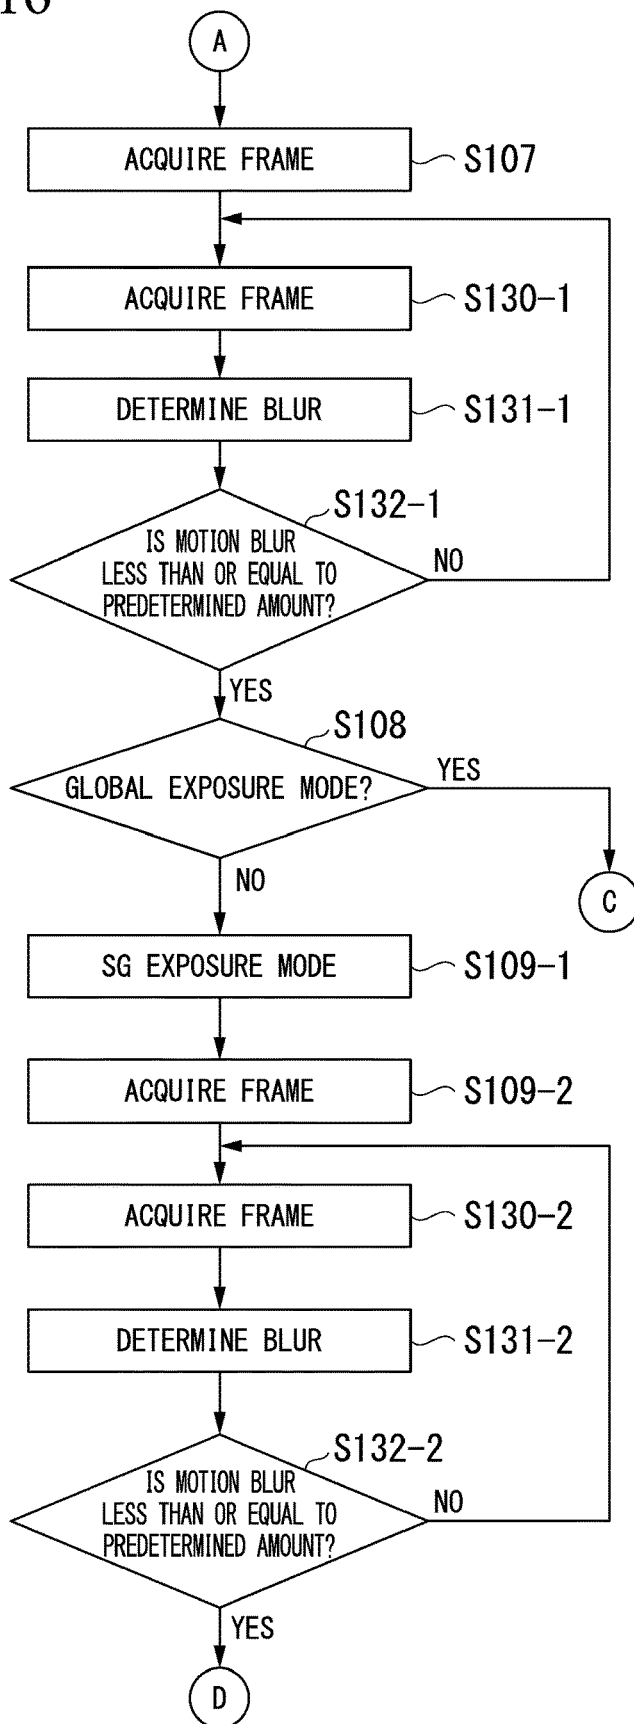 16
A
ACQUIRE FRAME
S107
ACQUIRE FRAME
S130-1
DETERMINE BLUR
S131-1
S132-1
IS MOTION BLUR
LESS THAN OR EQUAL TO
PREDETERMINED AMOUNT?
NO
YES
S108
GLOBAL EXPOSURE MODE?
YES
NO
C
SG EXPOSURE MODE
S109-1
ACQUIRE FRAME
S109-2
ACQUIRE FRAME
S130-2
DETERMINE BLUR
S131-2
S132-2
IS MOTION BLUR
LESS THAN OR EQUAL TO
PREDETERMINED AMOUNT?
NO
YES
D